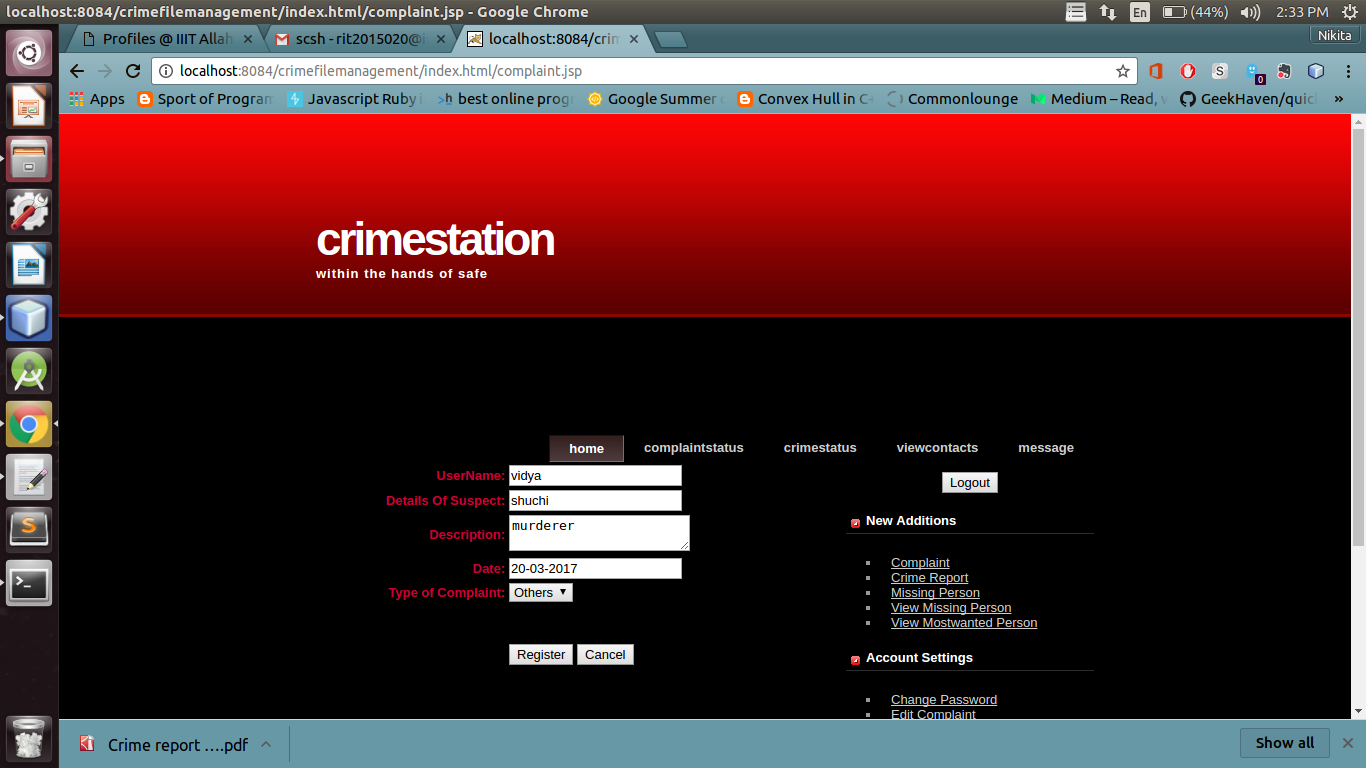 localhost:8084/crimefilemanagement/index.html/complaint.jsp - Google Chrome
En (44%) 2:33 PM
Profiles @ IIIT Allah
scsh - rit2015020@i
localhost:8084/crim
Nikita
localhost:8084/crimefilemanagement/index.html/complaint.jsp
Apps Sport of Program Javascript Ruby best online prog Google Summer Convex Hull in C Commonlounge Medium – Read, GeekHaven/quic »
crimestation
within the hands of safe
home complaintstatus crimestatus viewcontacts message
UserName: vidya
Details Of Suspect: shuchi
Description: murderer
Date: 20-03-2017
Type of Complaint: Others
Register Cancel
Logout
New Additions
Complaint
Crime Report
Missing Person
View Missing Person
View Mostwanted Person
Account Settings
Change Password
Edit Complaint
Crime report ....pdf
Show all